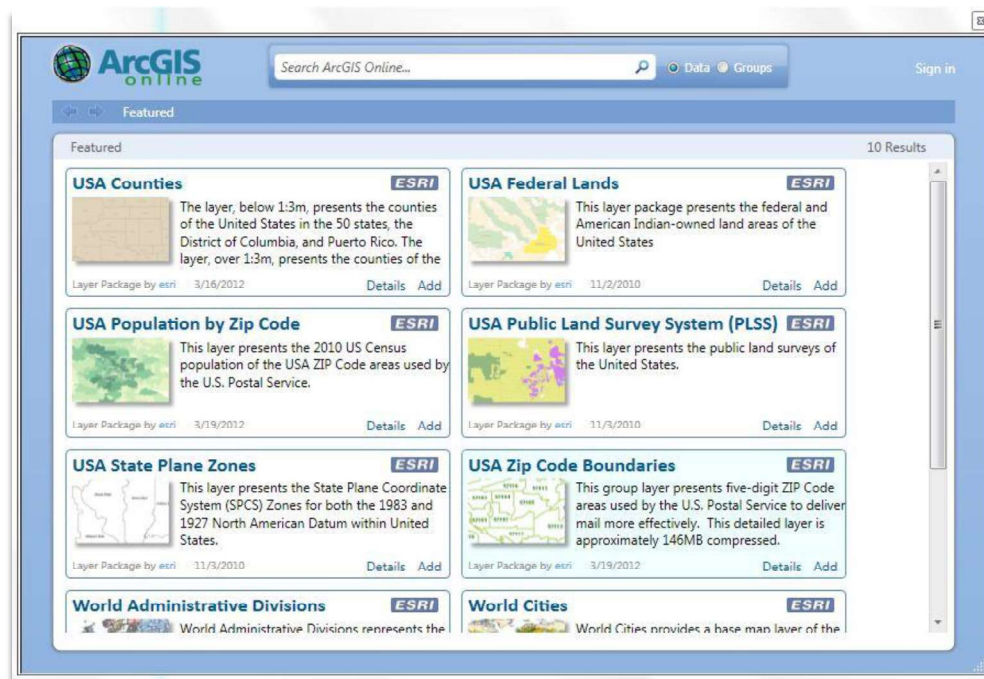 ArcGIS
online
Search ArcGIS Online...
Data
Groups
Sign in
Featured
Featured
10 Results
USA Counties
ESRI
The layer, below 1:3m, presents the counties
of the United States in the 50 states, the
District of Columbia, and Puerto Rico. The
layer, over 1:3m, presents the counties of the
Layer Package by esri 3/16/2012
Details Add
USA Federal Lands
ESRI
This layer package presents the federal and
American Indian-owned land areas of the
United States
Layer Package by esri 11/2/2010
Details Add
USA Population by Zip Code
ESRI
This layer presents the 2010 US Census
population of the USA ZIP Code areas used by
the U.S. Postal Service.
Layer Package by esri 3/19/2012
Details Add
USA Public Land Survey System (PLSS)
ESRI
This layer presents the public land surveys of
the United States.
Layer Package by esri 11/3/2010
Details Add
USA State Plane Zones
ESRI
This layer presents the State Plane Coordinate
System (SPCS) Zones for both the 1983 and
1927 North American Datum within United
States.
Layer Package by esri 11/3/2010
Details Add
USA Zip Code Boundaries
ESRI
This group layer presents five-digit ZIP Code
areas used by the U.S. Postal Service to deliver
mail more effectively. This detailed layer is
approximately 146MB compressed.
Layer Package by esri 3/19/2012
Details Add
World Administrative Divisions
ESRI
World Administrative Divisions represents the
World Cities
ESRI
World Cities provides a base map layer of the